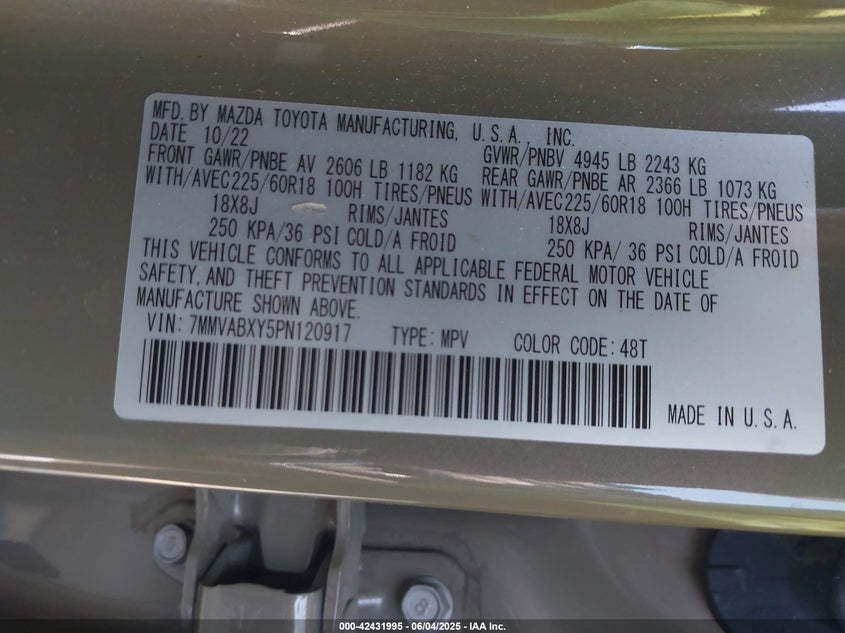 MFD. BY MAZDA TOYOTA MANUFACTURING, U.S.A. INC.
DATE 10/22 GVWR/PNBV 4945 LB 2243 KG
FRONT GAWR/PNBE AV 2606 LB 1182 KG REAR GAWR/PNBE AR 2366 LB 1073 KG
WITH/AVEC225/60R18 100H TIRES/PNEUS WITH/AVEC225/60R18 100H TIRES/PNEUS
18X8J RIMS/JANTES 18X8J RIMS/JANTES
250 KPA/36 PSI COLD/A FROID 250 KPA/ 36 PSI COLD/A FROID
THIS VEHICLE CONFORMS TO ALL APPLICABLE FEDERAL MOTOR VEHICLE
SAFETY, AND THEFT PREVENTION STANDARDS IN EFFECT ON THE DATE OF
MANUFACTURE SHOWN ABOVE.
VIN: 7MMVABXY5PN120917 TYPE: MPV COLOR CODE: 48T
MADE IN U.S.A.
8
000-42431995 - 06/04/2025 - IAA Inc.